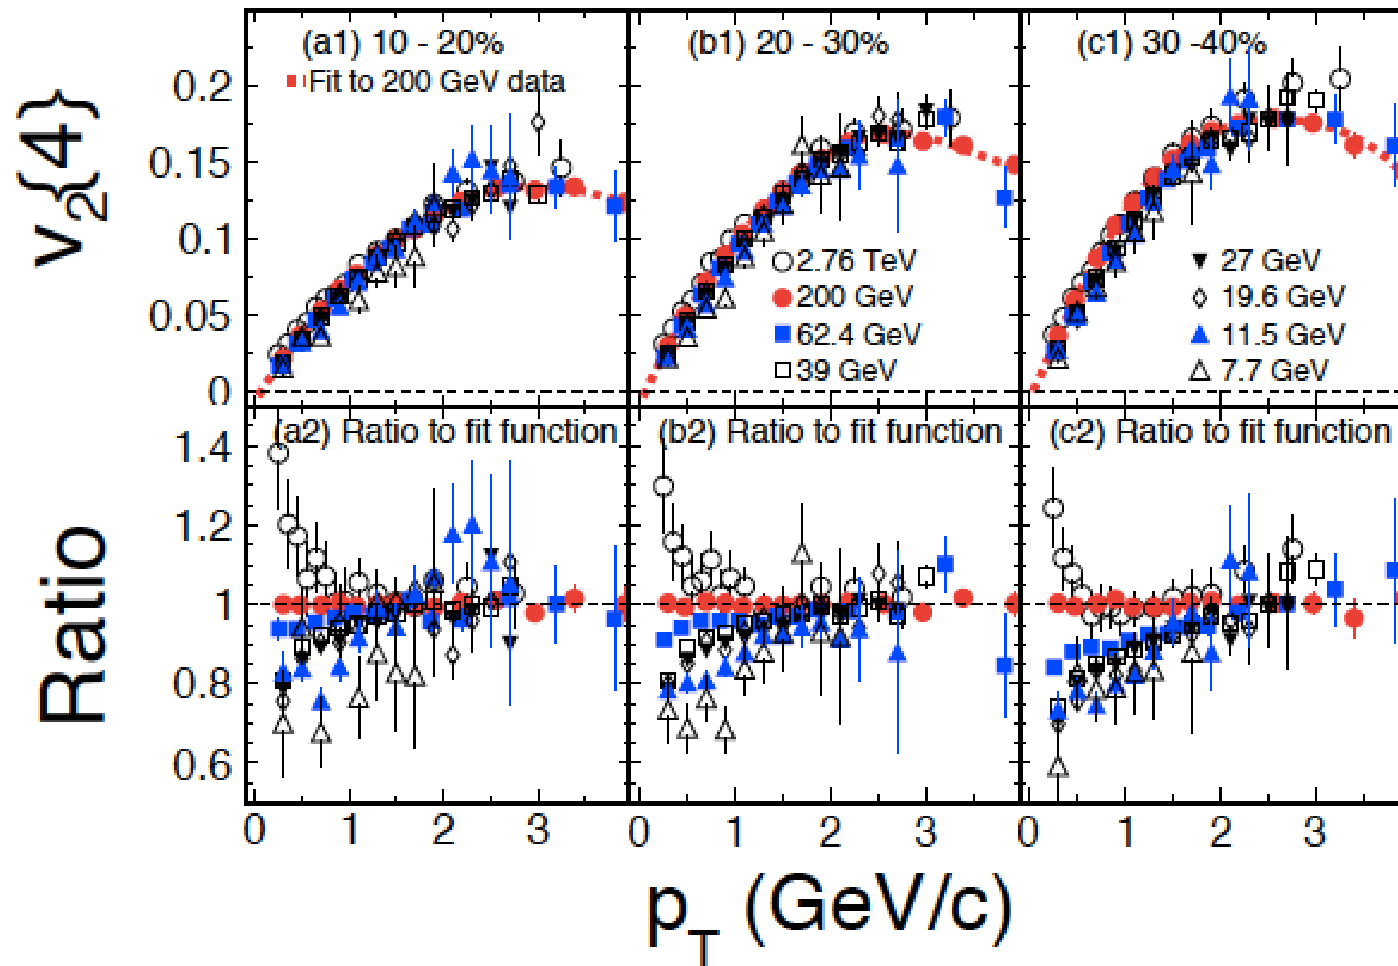 (a1) 10 - 20%
Fit to 200 GeV data
(b1) 20 - 30%
(c1) 30 -40%
v2{4}
0.2
0.15
0.1
0.05
0
2.76 TeV
200 GeV
62.4 GeV
39 GeV
27 GeV
19.6 GeV
11.5 GeV
7.7 GeV
(a2) Ratio to fit function
(b2) Ratio to fit function
(c2) Ratio to fit function
Ratio
1.4
1.2
1
0.8
0.6
0 1 2 3
0 1 2 3
0 1 2 3
pT (GeV/c)